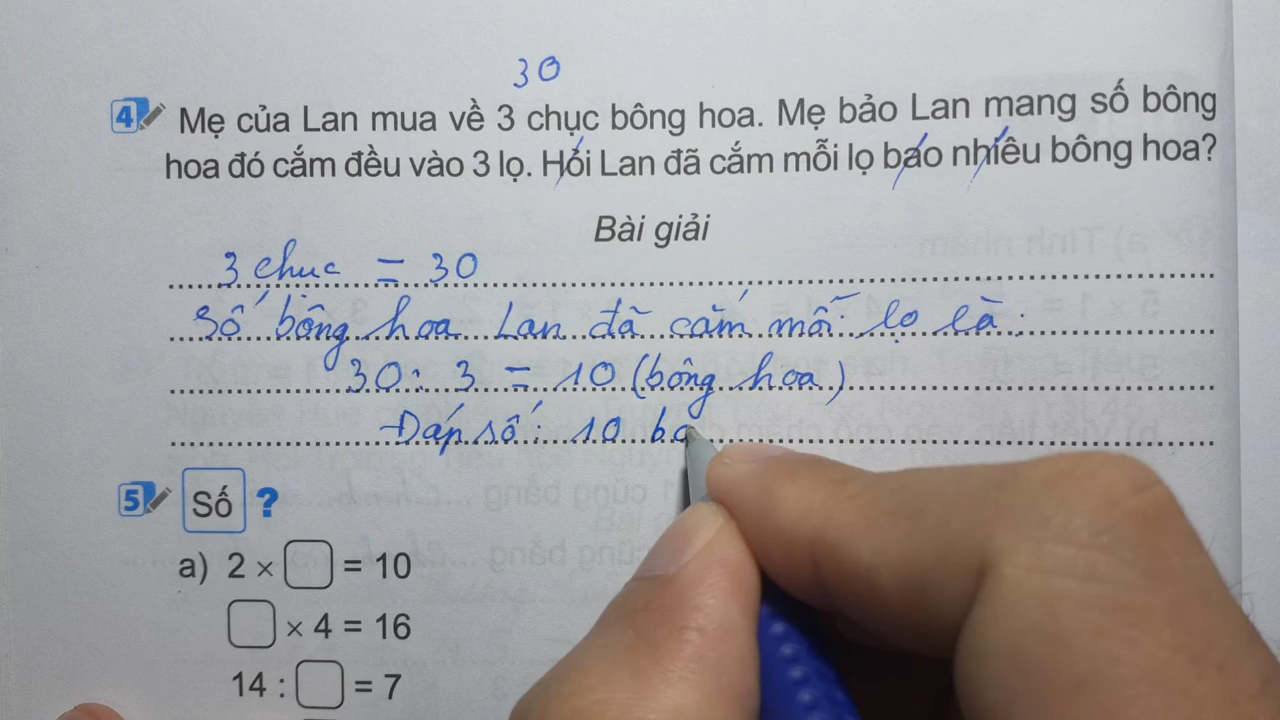 30
4 Mẹ của Lan mua về 3 chục bông hoa. Mẹ bảo Lan mang số bông
hoa đó cắm đều vào 3 lọ. Hỏi Lan đã cắm mỗi lọ bao nhiêu bông hoa?
Bài giải
3 chuc = 30
Số bông hoa Lan đã cắm mỗi lọ là:
30 : 3 = 10 (bông hoa)
Đáp số: 10
5 Số ?
a) 2 × = 10
× 4 = 16
14 : = 7